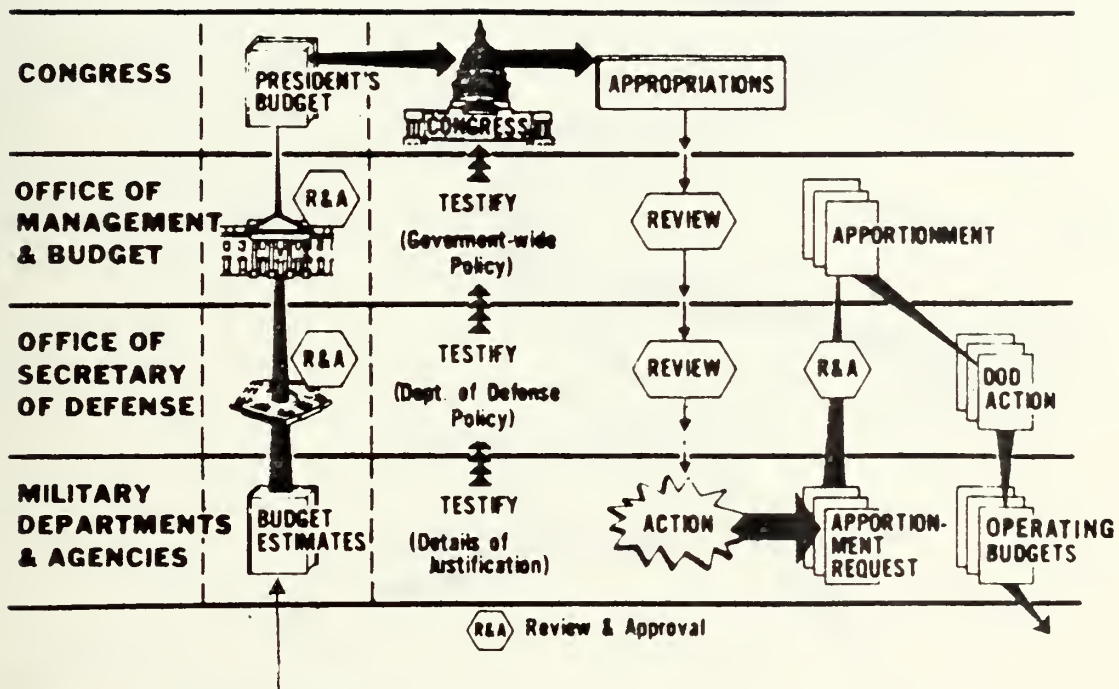 CONGRESS
PRESIDENT'S
BUDGET
CONGRESS
APPROPRIATIONS
OFFICE OF
MANAGEMENT
& BUDGET
R&A
TESTIFY
(Goverment-wide
Policy)
REVIEW
APPORTIONMENT
OFFICE OF
SECRETARY
OF DEFENSE
R&A
TESTIFY
(Dept. of Defense
Policy)
REVIEW
R&A
DOD
ACTION
MILITARY
DEPARTMENTS
& AGENCIES
BUDGET
ESTIMATES
TESTIFY
(Details of
Justification)
ACTION
APPORTION-
MENT
REQUEST
OPERATING
BUDGETS
R&A Review & Approval